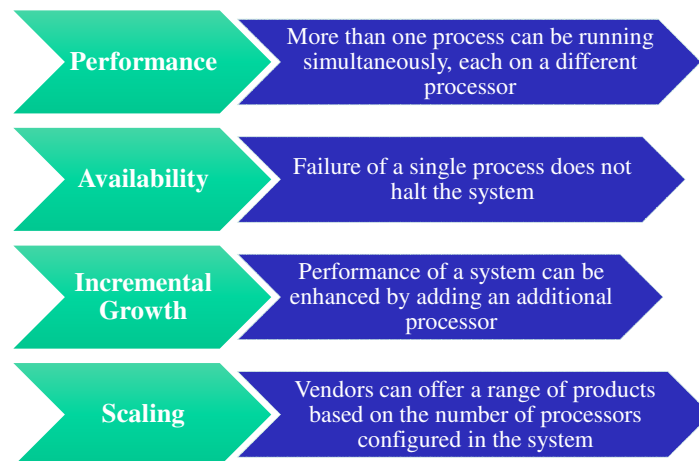 Performance
More than one process can be running
simultaneously, each on a different
processor
Availability
Failure of a single process does not
halt the system
Incremental
Growth
Performance of a system can be
enhanced by adding an additional
processor
Scaling
Vendors can offer a range of products
based on the number of processors
configured in the system